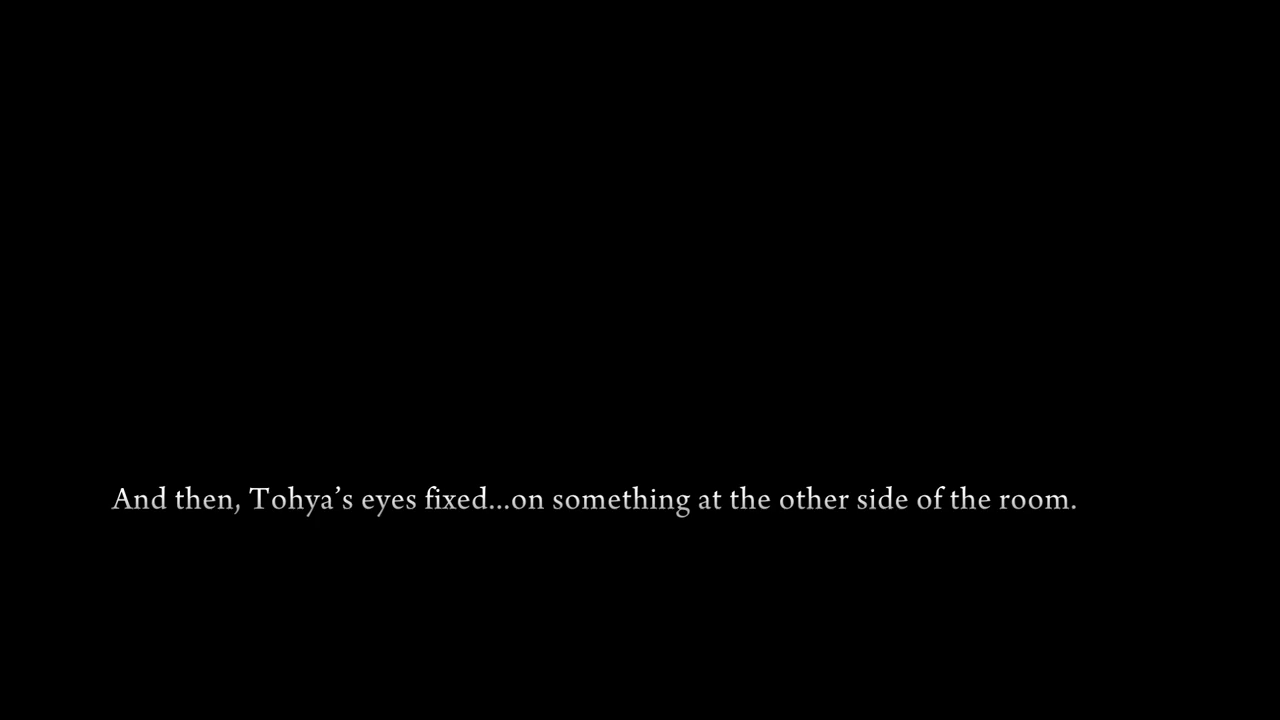 And then, Tohya’s eyes fixed...on something at the other side of the room.